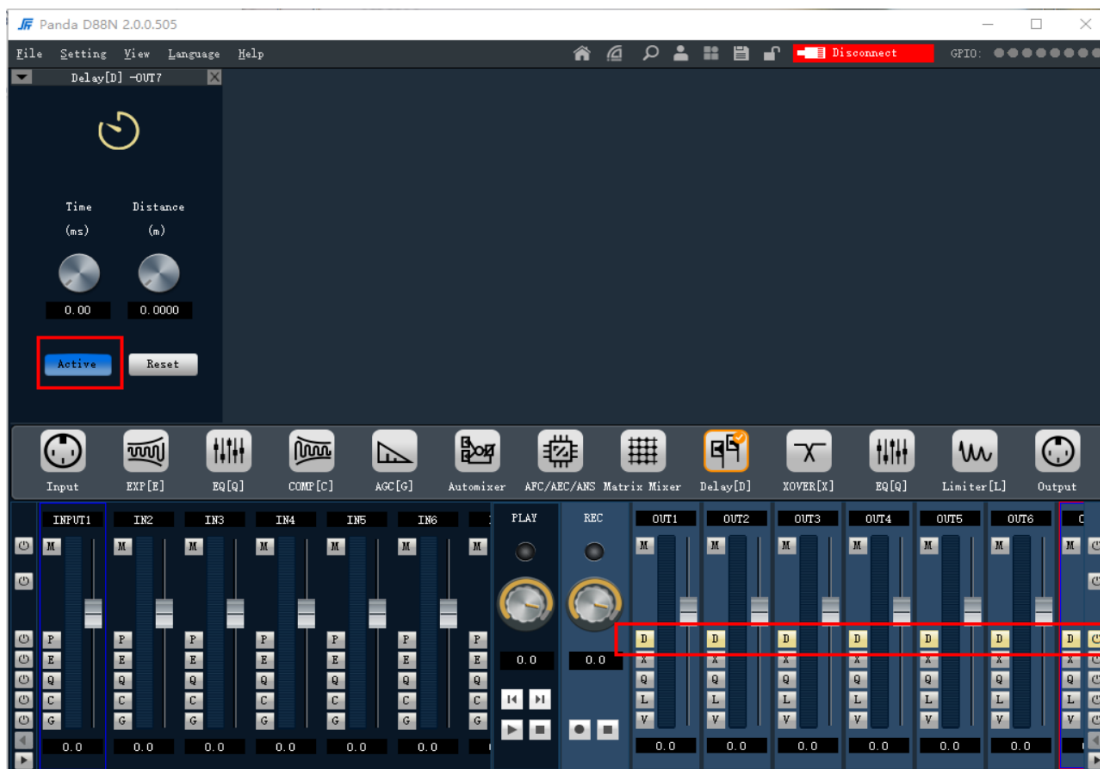 Panda D88N 2.0.0.505
File Setting View Language Help
Disconnect GPIO:
Delay[D] -OUT7
Time Distance
(ms) (m)
0.00 0.0000
Active Reset
Input EXP[E] EQ[Q] COMP[C] AGC[G] Automixer AFC/AEC/ANS Matrix Mixer Delay[D] XOVER[X] EQ[Q] Limiter[L] Output
INPUT1 IN2 IN3 IN4 IN5 IN6 PLAY REC OUT1 OUT2 OUT3 OUT4 OUT5 OUT6
M M M M M M M M M M M M M M
P P P P P P P D D D D D D D
E E E E E E E 0.0 0.0 X X X X X X X
Q Q Q Q Q Q Q Q Q Q Q Q Q Q
C C C C C C C L L L L L L L
G G G G G G G V V V V V V V
0.0 0.0 0.0 0.0 0.0 0.0 0.0 0.0 0.0 0.0 0.0 0.0